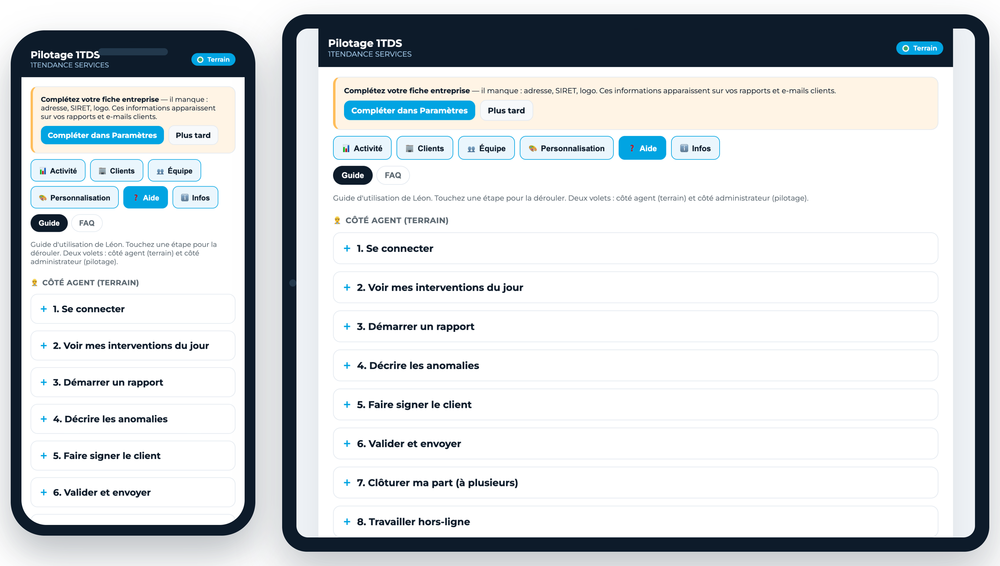 Pilotage 1TDS
1TENDANCE SERVICES
Terrain
Complétez votre fiche entreprise — il manque :
adresse, SIRET, logo. Ces informations apparaissent
sur vos rapports et e-mails clients.
Compléter dans Paramètres
Plus tard
Activité
Clients
Équipe
Personnalisation
Aide
Infos
Guide
FAQ
Guide d'utilisation de Léon. Touchez une étape pour la
dérouler. Deux volets : côté agent (terrain) et côté
administrateur (pilotage).
CÔTÉ AGENT (TERRAIN)
+ 1. Se connecter
+ 2. Voir mes interventions du jour
+ 3. Démarrer un rapport
+ 4. Décrire les anomalies
+ 5. Faire signer le client
+ 6. Valider et envoyer
Pilotage 1TDS
1TENDANCE SERVICES
Terrain
Complétez votre fiche entreprise — il manque : adresse, SIRET, logo. Ces informations apparaissent sur vos rapports et e-mails clients.
Compléter dans Paramètres
Plus tard
Activité
Clients
Équipe
Personnalisation
Aide
Infos
Guide
FAQ
Guide d'utilisation de Léon. Touchez une étape pour la dérouler. Deux volets : côté agent (terrain) et côté administrateur (pilotage).
CÔTÉ AGENT (TERRAIN)
+ 1. Se connecter
+ 2. Voir mes interventions du jour
+ 3. Démarrer un rapport
+ 4. Décrire les anomalies
+ 5. Faire signer le client
+ 6. Valider et envoyer
+ 7. Clôturer ma part (à plusieurs)
+ 8. Travailler hors-ligne